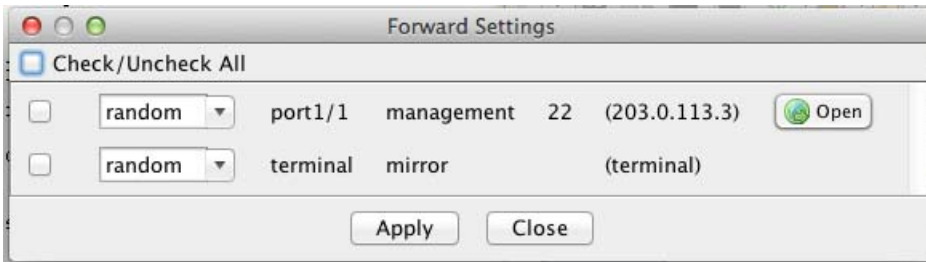 Forward Settings
Check/Uncheck All
random port1/1 management 22 (203.0.113.3) Open
random terminal mirror (terminal)
Apply Close